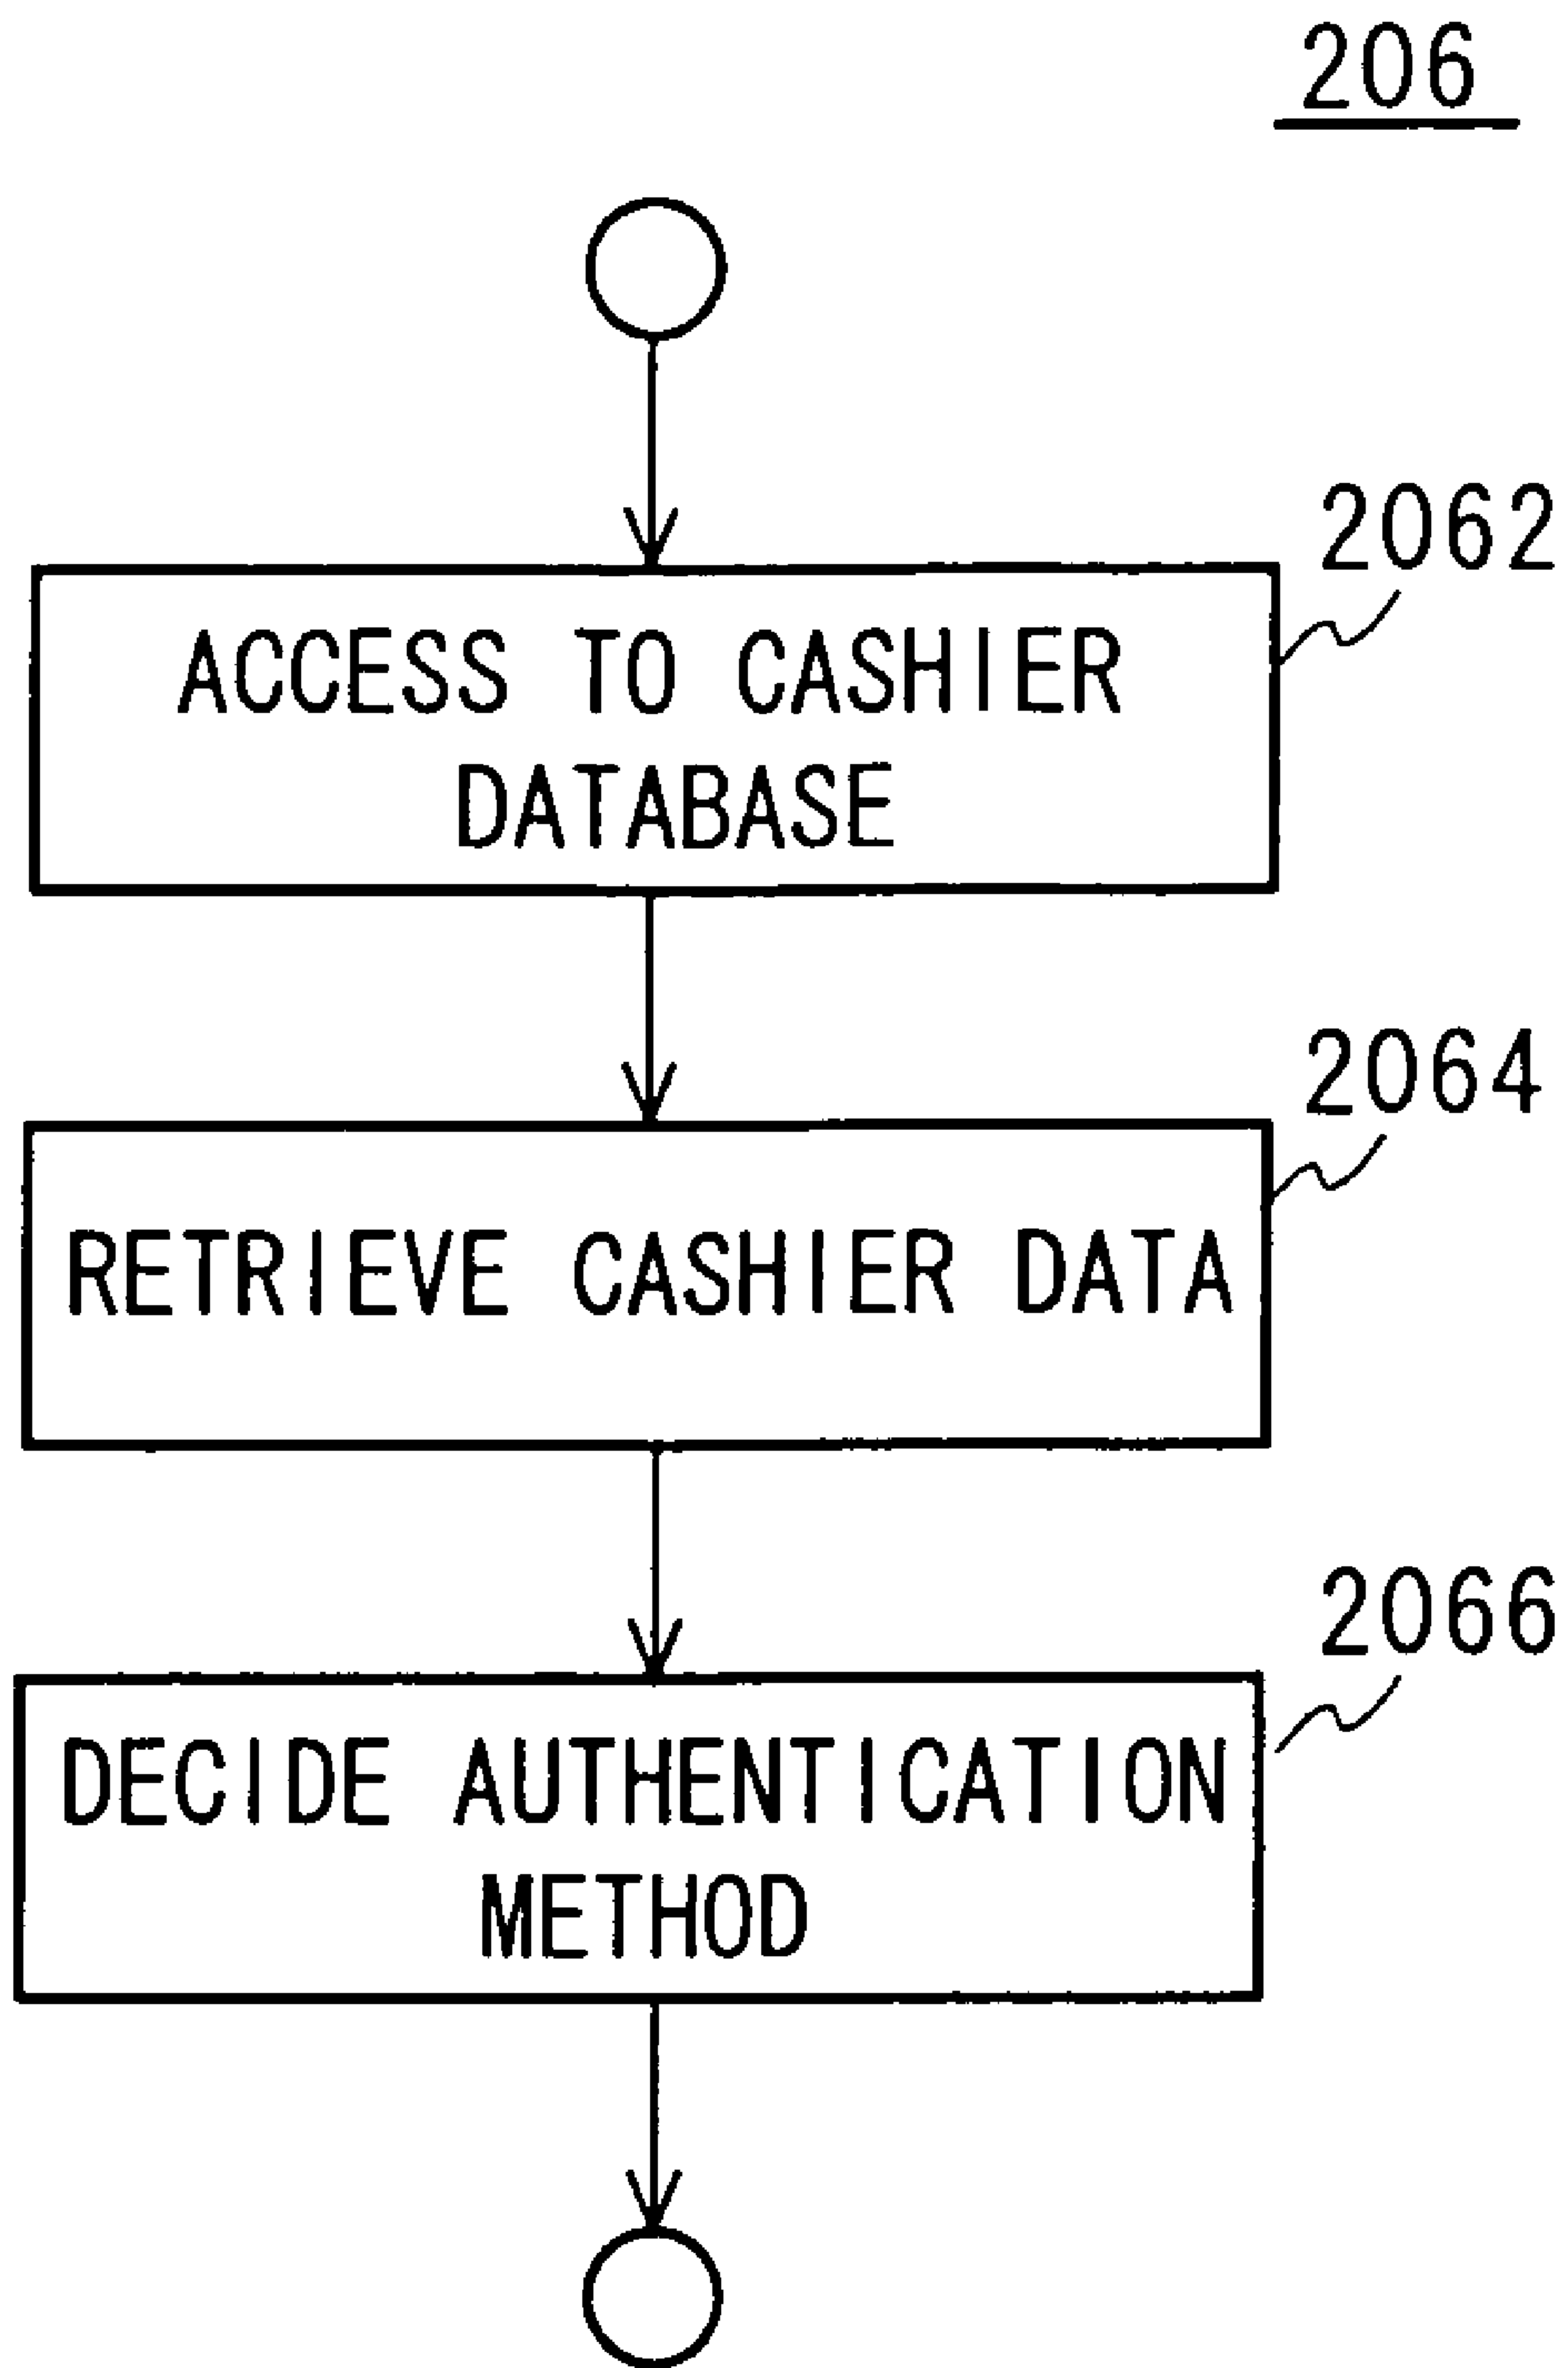 206
2062
ACCESS TO CASHIER
DATABASE
2064
RETRIEVE CASHIER DATA
2066
DECIDE AUTHENTICATION
METHOD